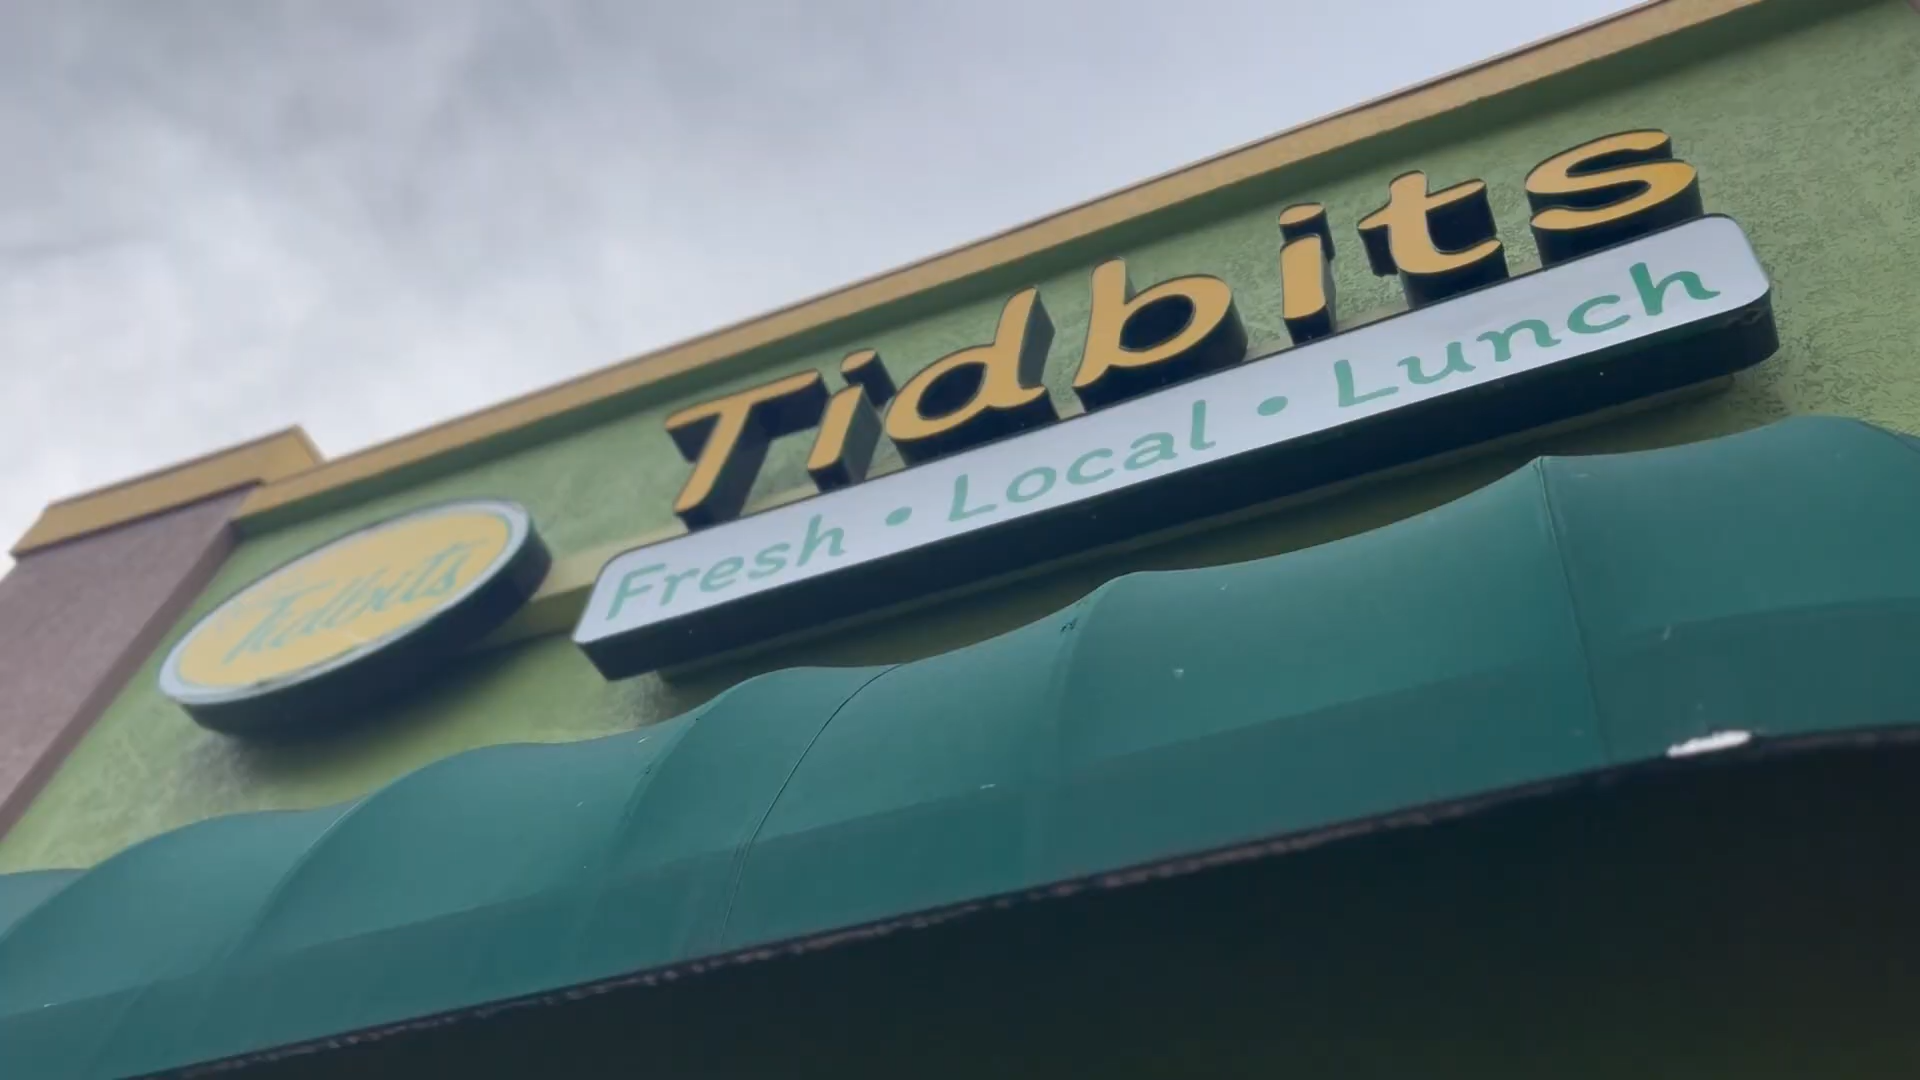 Tidbits
Fresh • Local • Lunch
Tidbits